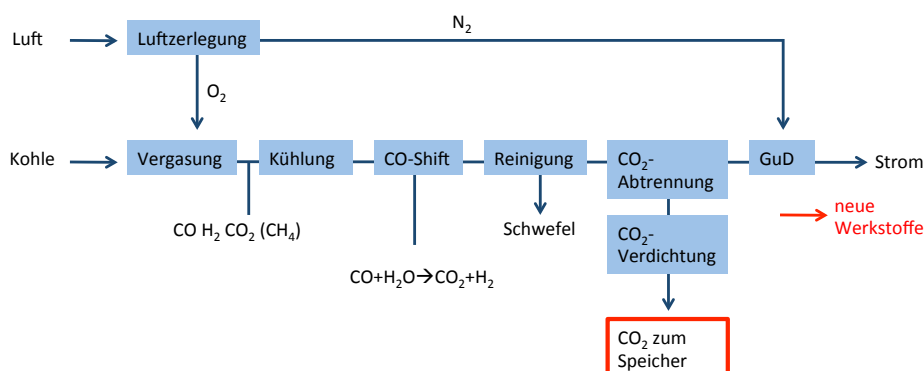 N₂
Luft
Luftzerlegung
O₂
Kohle
Vergasung
Kühlung
CO-Shift
Reinigung
CO₂-
Abtrennung
GuD
Strom
CO H₂ CO₂ (CH₄)
Schwefel
CO₂-
Verdichtung
neue
Werkstoffe
CO+H₂O→CO₂+H₂
CO₂ zum
Speicher